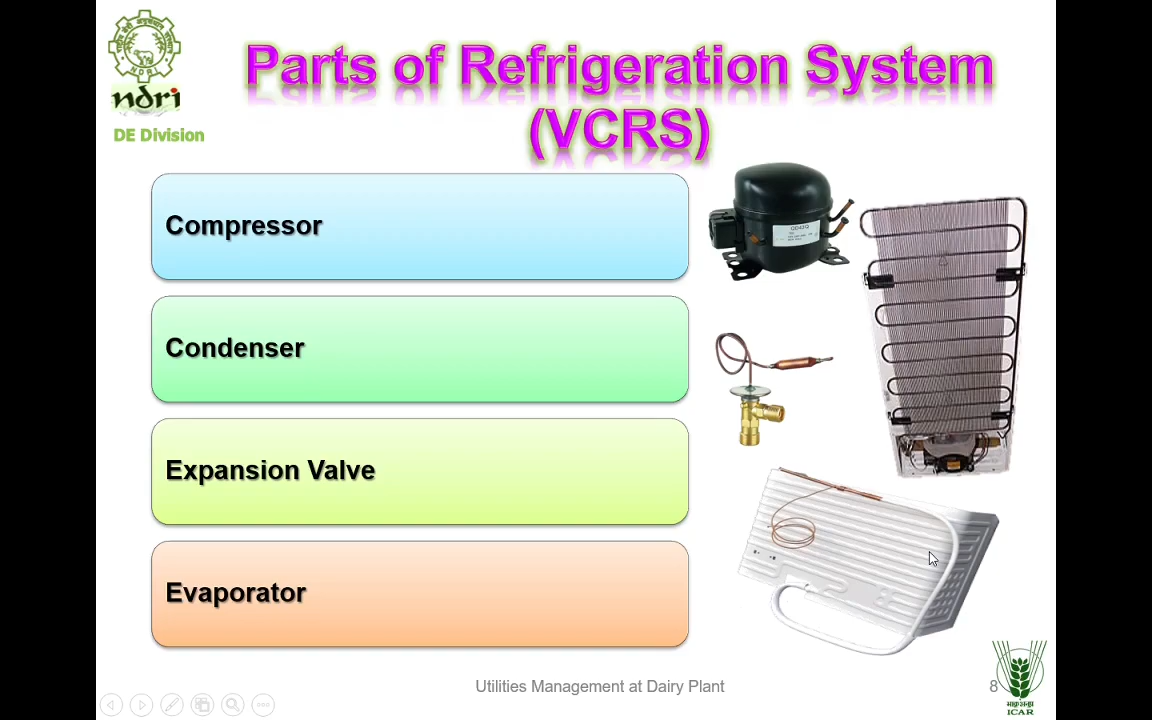 ndri
DE Division
Parts of Refrigeration System
(VCRS)
Compressor
Condenser
Expansion Valve
Evaporator
Utilities Management at Dairy Plant
8
ICAR